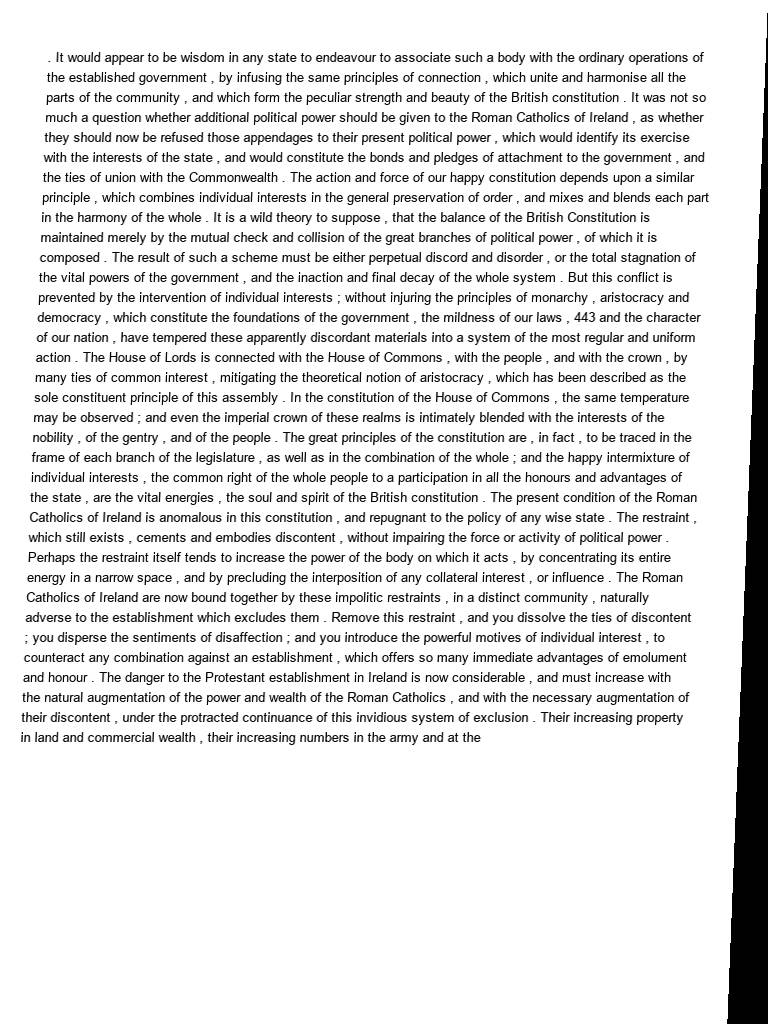 . It would appear to be wisdom in any state to endeavour to associate such a body with the ordinary operations of
the established government , by infusing the same principles of connection , which unite and harmonise all the
parts of the community , and which form the peculiar strength and beauty of the British constitution . It was not so
much a question whether additional political power should be given to the Roman Catholics of Ireland , as whether
they should now be refused those appendages to their present political power , which would identify its exercise
with the interests of the state , and would constitute the bonds and pledges of attachment to the government , and
the ties of union with the Commonwealth . The action and force of our happy constitution depends upon a similar
principle , which combines individual interests in the general preservation of order , and mixes and blends each part
in the harmony of the whole . It is a wild theory to suppose , that the balance of the British Constitution is
maintained merely by the mutual check and collision of the great branches of political power , of which it is
composed . The result of such a scheme must be either perpetual discord and disorder , or the total stagnation of
the vital powers of the government , and the inaction and final decay of the whole system . But this conflict is
prevented by the intervention of individual interests ; without injuring the principles of monarchy , aristocracy and
democracy , which constitute the foundations of the government , the mildness of our laws , 443 and the character
of our nation , have tempered these apparently discordant materials into a system of the most regular and uniform
action . The House of Lords is connected with the House of Commons , with the people , and with the crown , by
many ties of common interest , mitigating the theoretical notion of aristocracy , which has been described as the
sole constituent principle of this assembly . In the constitution of the House of Commons , the same temperature
may be observed ; and even the imperial crown of these realms is intimately blended with the interests of the
nobility , of the gentry , and of the people . The great principles of the constitution are , in fact , to be traced in the
frame of each branch of the legislature , as well as in the combination of the whole ; and the happy intermixture of
individual interests , the common right of the whole people to a participation in all the honours and advantages of
the state , are the vital energies , the soul and spirit of the British constitution . The present condition of the Roman
Catholics of Ireland is anomalous in this constitution , and repugnant to the policy of any wise state . The restraint ,
which still exists , cements and embodies discontent , without impairing the force or activity of political power .
Perhaps the restraint itself tends to increase the power of the body on which it acts , by concentrating its entire
energy in a narrow space , and by precluding the interposition of any collateral interest , or influence . The Roman
Catholics of Ireland are now bound together by these impolitic restraints , in a distinct community , naturally
adverse to the establishment which excludes them . Remove this restraint , and you dissolve the ties of discontent
; you disperse the sentiments of disaffection ; and you introduce the powerful motives of individual interest , to
counteract any combination against an establishment , which offers so many immediate advantages of emolument
and honour . The danger to the Protestant establishment in Ireland is now considerable , and must increase with
the natural augmentation of the power and wealth of the Roman Catholics , and with the necessary augmentation of
their discontent , under the protracted continuance of this invidious system of exclusion . Their increasing property
in land and commercial wealth , their increasing numbers in the army and at the